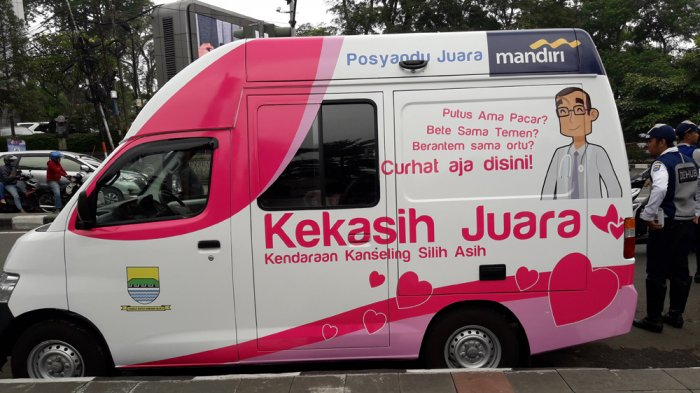 Posyandu Juara
mandiri
Putus Ama Pacar?
Bete Sama Temen?
Berantem sama ortu?
Curhat aja disini!
Kekasih Juara
Kendaraan Kanseling Silih Asih
DISHUB